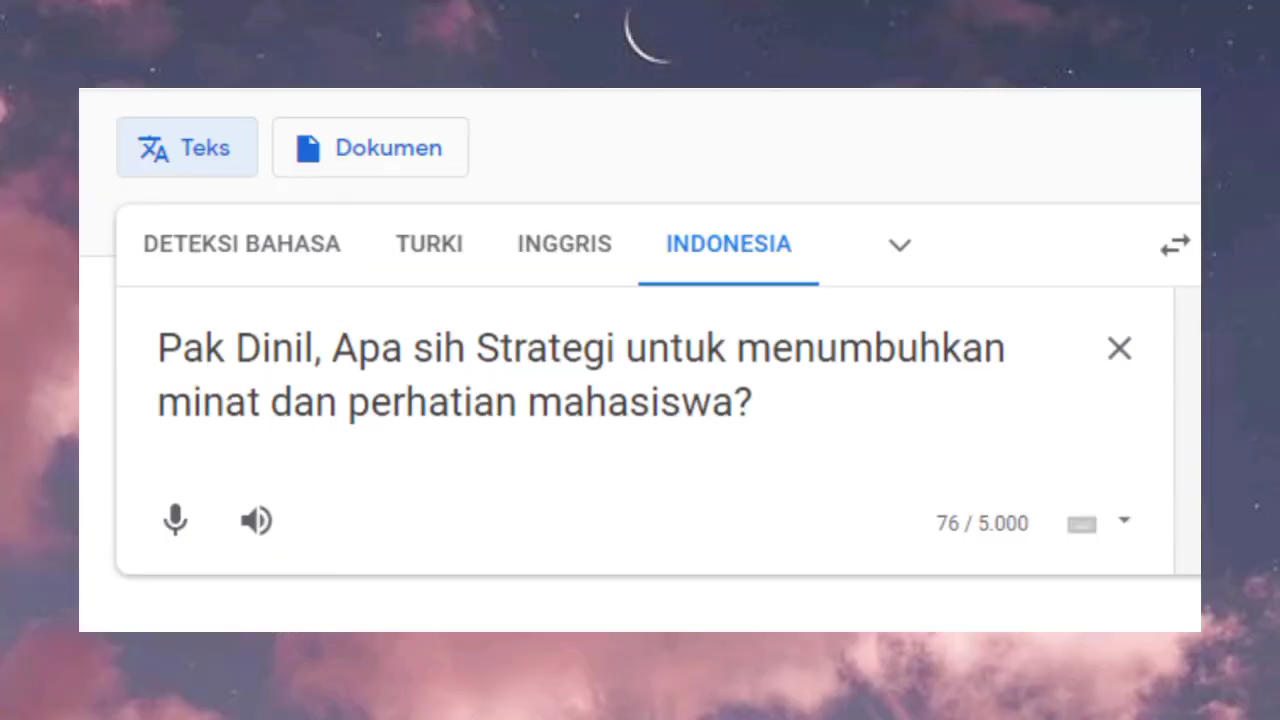 Teks Dokumen
DETEKSI BAHASA TURKI INGGRIS INDONESIA
Pak Dinil, Apa sih Strategi untuk menumbuhkan
minat dan perhatian mahasiswa?
76 / 5.000